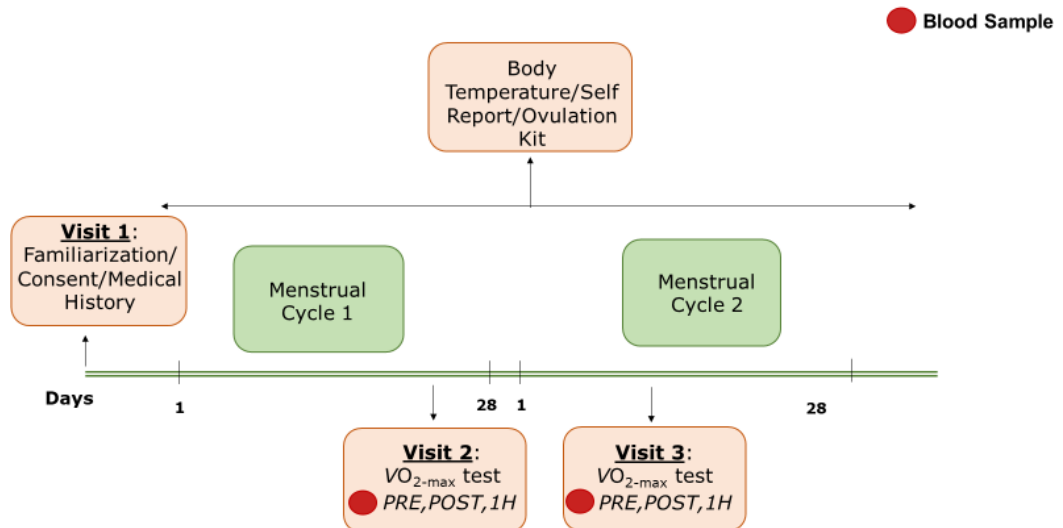 Blood Sample
Body
Temperature/Self
Report/Ovulation
Kit
Visit 1:
Familiarization/
Consent/Medical
History
Menstrual
Cycle 1
Menstrual
Cycle 2
Days
1
28
1
28
Visit 2:
VO2-max test
PRE,POST,1H
Visit 3:
VO2-max test
PRE,POST,1H